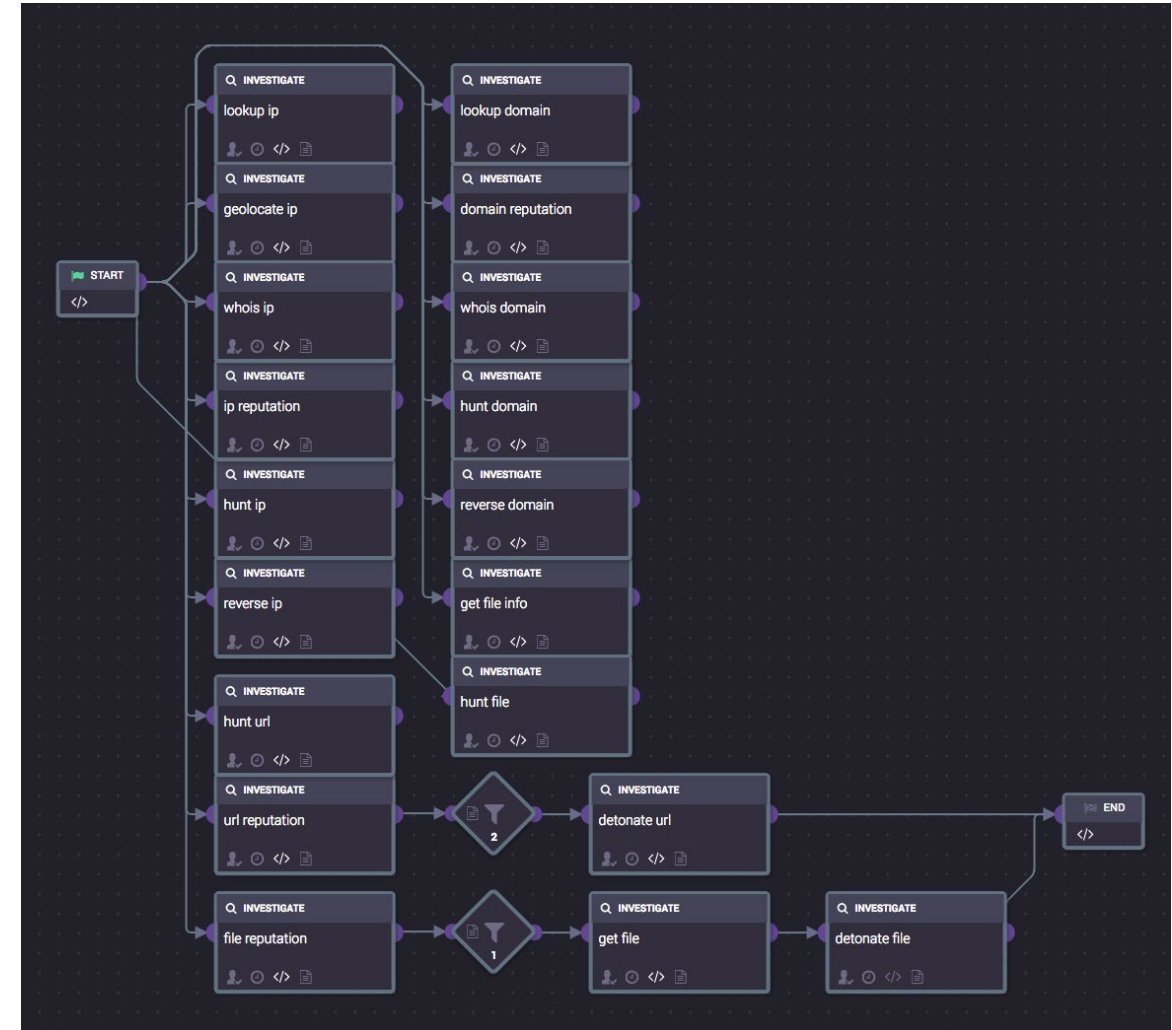 INVESTIGATE
lookup ip
</>
INVESTIGATE
geolocate ip
</>
START
</>
INVESTIGATE
whois ip
</>
INVESTIGATE
ip reputation
</>
INVESTIGATE
hunt ip
</>
INVESTIGATE
reverse ip
</>
INVESTIGATE
hunt url
</>
INVESTIGATE
url reputation
</>
INVESTIGATE
file reputation
</>
INVESTIGATE
lookup domain
</>
INVESTIGATE
domain reputation
</>
INVESTIGATE
whois domain
</>
INVESTIGATE
hunt domain
</>
INVESTIGATE
reverse domain
</>
INVESTIGATE
get file info
</>
INVESTIGATE
hunt file
</>
2
INVESTIGATE
detonate url
</>
1
INVESTIGATE
get file
</>
INVESTIGATE
detonate file
</>
END
</>